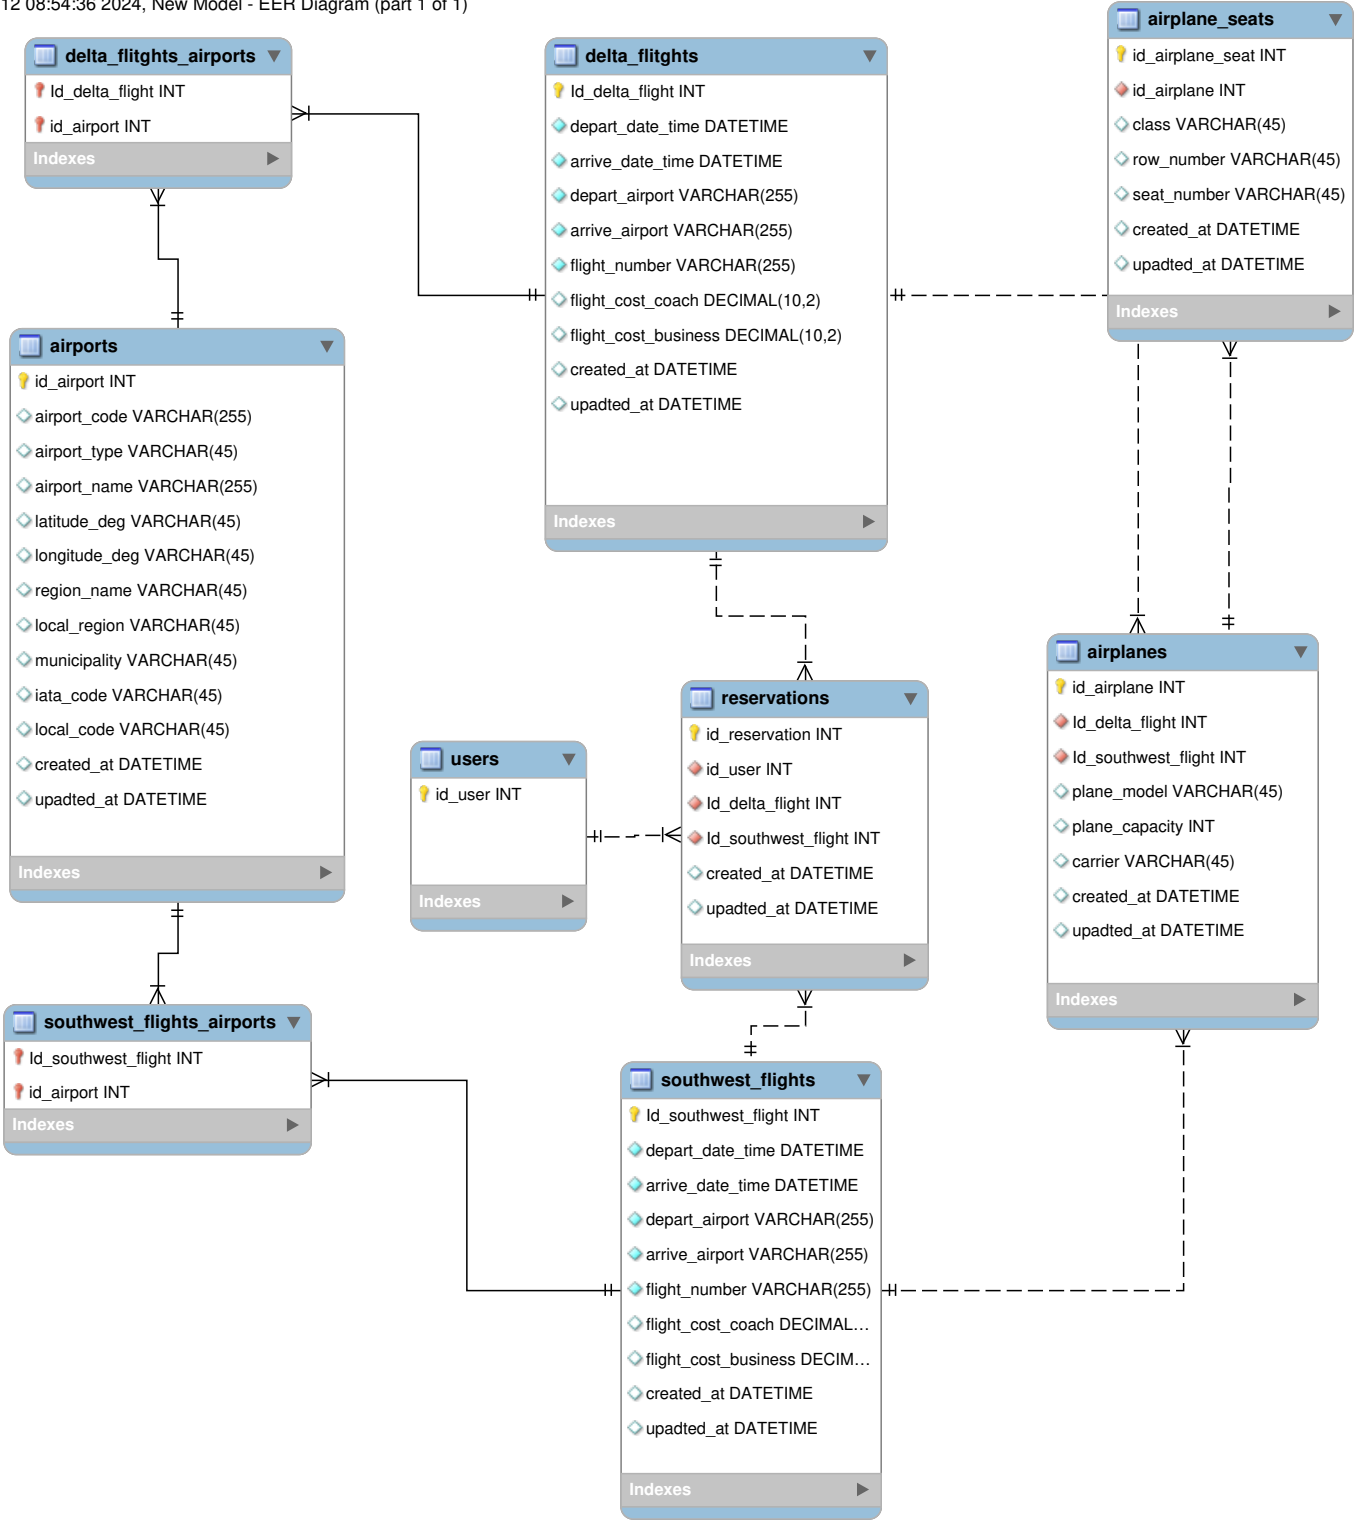 12 08:54:36 2024, New Model - EER Diagram (part 1 of 1)
delta_flitghts_airports
Id_delta_flight INT
id_airport INT
Indexes
delta_flitghts
Id_delta_flight INT
depart_date_time DATETIME
arrive_date_time DATETIME
depart_airport VARCHAR(255)
arrive_airport VARCHAR(255)
flight_number VARCHAR(255)
flight_cost_coach DECIMAL(10,2)
flight_cost_business DECIMAL(10,2)
created_at DATETIME
upadted_at DATETIME
Indexes
airplane_seats
id_airplane_seat INT
id_airplane INT
class VARCHAR(45)
row_number VARCHAR(45)
seat_number VARCHAR(45)
created_at DATETIME
upadted_at DATETIME
Indexes
airports
id_airport INT
airport_code VARCHAR(255)
airport_type VARCHAR(45)
airport_name VARCHAR(255)
latitude_deg VARCHAR(45)
longitude_deg VARCHAR(45)
region_name VARCHAR(45)
local_region VARCHAR(45)
municipality VARCHAR(45)
iata_code VARCHAR(45)
local_code VARCHAR(45)
created_at DATETIME
upadted_at DATETIME
Indexes
users
id_user INT
Indexes
reservations
id_reservation INT
id_user INT
Id_delta_flight INT
Id_southwest_flight INT
created_at DATETIME
upadted_at DATETIME
Indexes
airplanes
id_airplane INT
Id_delta_flight INT
Id_southwest_flight INT
plane_model VARCHAR(45)
plane_capacity INT
carrier VARCHAR(45)
created_at DATETIME
upadted_at DATETIME
Indexes
southwest_flights_airports
Id_southwest_flight INT
id_airport INT
Indexes
southwest_flights
Id_southwest_flight INT
depart_date_time DATETIME
arrive_date_time DATETIME
depart_airport VARCHAR(255)
arrive_airport VARCHAR(255)
flight_number VARCHAR(255)
flight_cost_coach DECIMAL…
flight_cost_business DECIM…
created_at DATETIME
upadted_at DATETIME
Indexes